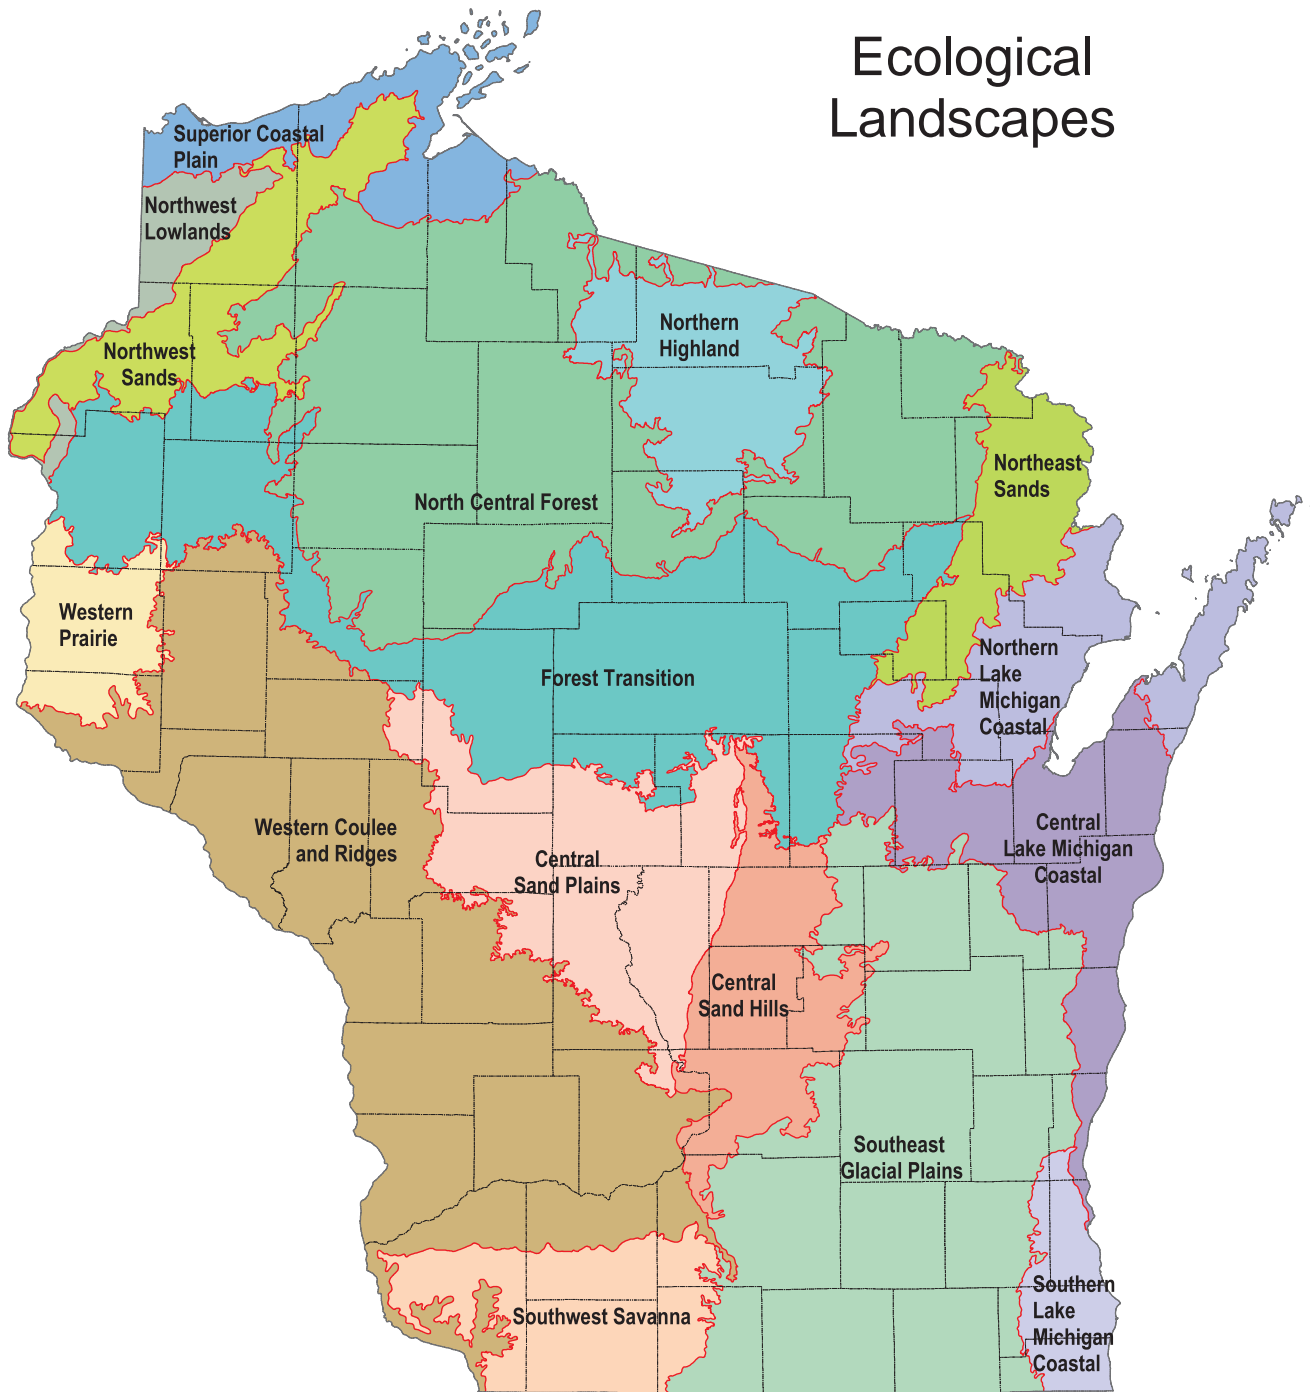 Ecological
Landscapes
Superior Coastal
Plain
Northwest
Lowlands
Northwest
Sands
Northern
Highland
North Central Forest
Northeast
Sands
Western
Prairie
Forest Transition
Northern
Lake
Michigan
Coastal
Western Coulee
and Ridges
Central
Sand Plains
Central
Lake Michigan
Coastal
Central
Sand Hills
Southeast
Glacial Plains
Southwest Savanna
Southern
Lake
Michigan
Coastal